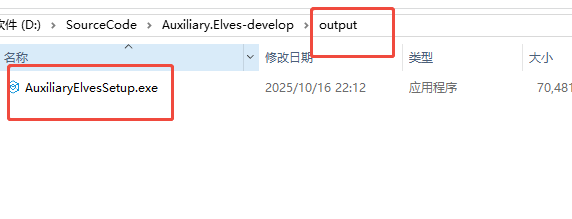 软件 (D:) › SourceCode › Auxiliary.Elves-develop › output
名称 修改日期 类型 大小
AuxiliaryElvesSetup.exe 2025/10/16 22:12 应用程序 70,481